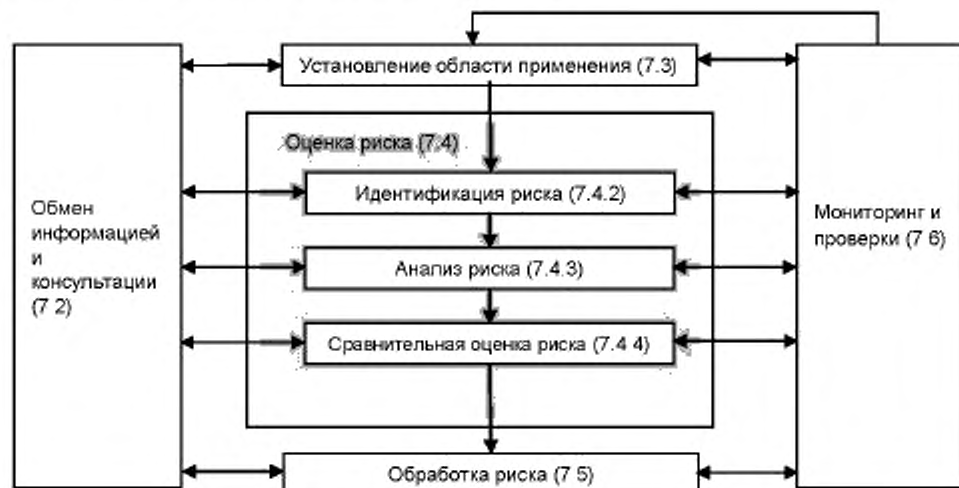 Установление области применения (7.3)
Оценка риска (7.4)
Идентификация риска (7.4.2)
Обмен
информацией
и
консультации
(7 2)
Мониторинг и
проверки (7 6)
Анализ риска (7.4.3)
Сравнительная оценка риска (7.4 4)
Обработка риска (7 5)